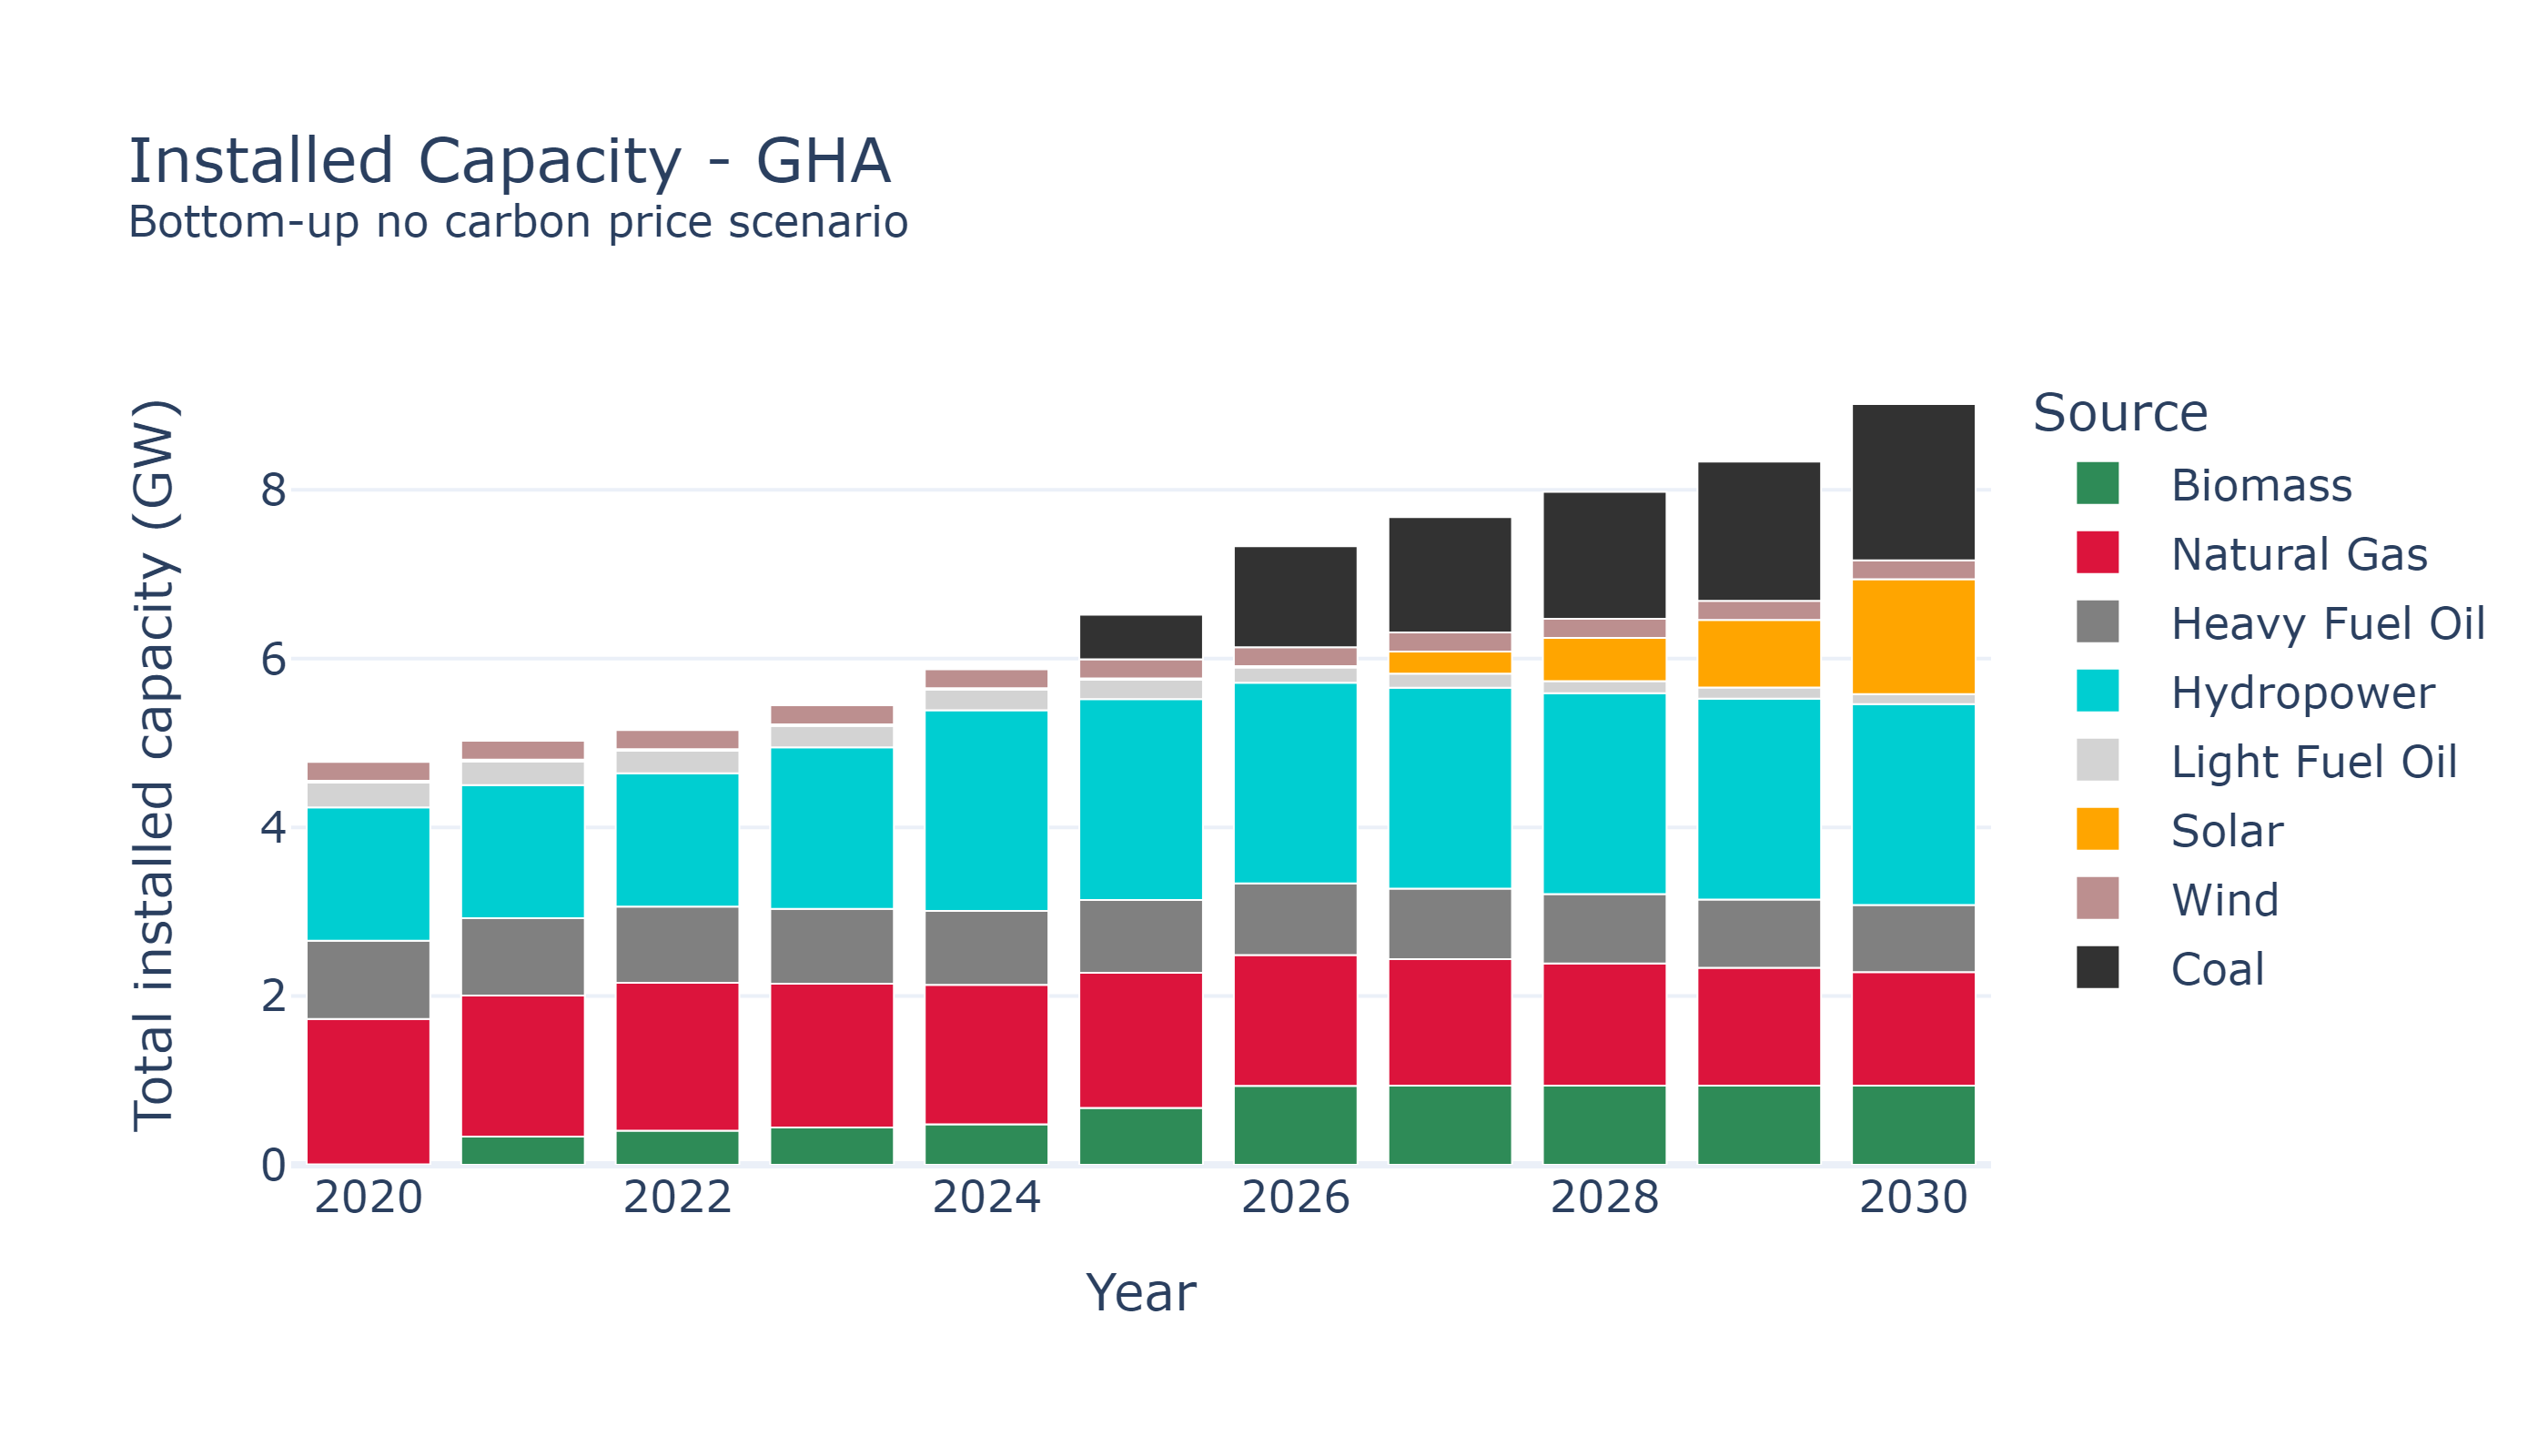 Installed Capacity - GHA
Bottom-up no carbon price scenario
Total installed capacity (GW)
8
6
4
2
0
2020
2022
2024
2026
2028
2030
Year
Source
Biomass
Natural Gas
Heavy Fuel Oil
Hydropower
Light Fuel Oil
Solar
Wind
Coal